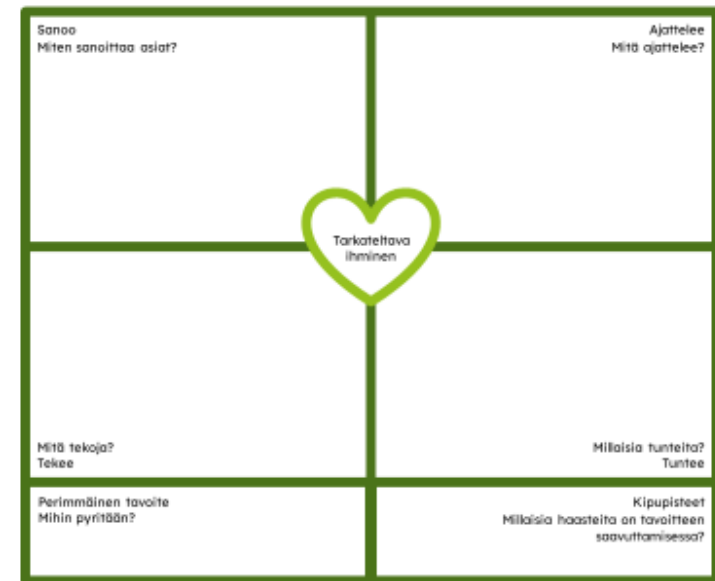 Sanoo
Miten sanoittaa asiat?
Ajattelee
Mitä ajattelee?
Tarkateltava
ihminen
Mitä tekoja?
Tekee
Millaisia tunteita?
Tuntee
Perimmäinen tavoite
Mihin pyritään?
Kipupisteet
Millaisia haasteita on tavoitteen
saavuttamisessa?